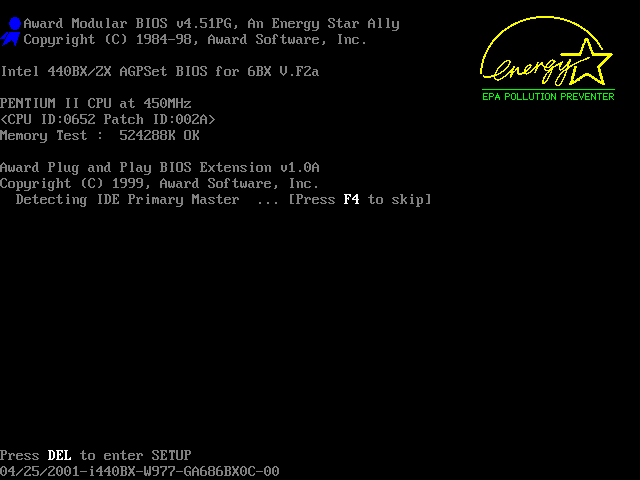 Award Modular BIOS v4.51PG, An Energy Star Ally
Copyright (C) 1984-98, Award Software, Inc.
energy
EPA POLLUTION PREVENTER
Intel 440BX/ZX AGPSet BIOS for 6BX V.F2a
PENTIUM II CPU at 450MHz
<CPU ID:0652 Patch ID:002A>
Memory Test :  524288K OK
Award Plug and Play BIOS Extension v1.0A
Copyright (C) 1999, Award Software, Inc.
Detecting IDE Primary Master  ... [Press F4 to skip]
Press DEL to enter SETUP
04/25/2001-i440BX-W977-GA686BX0C-00